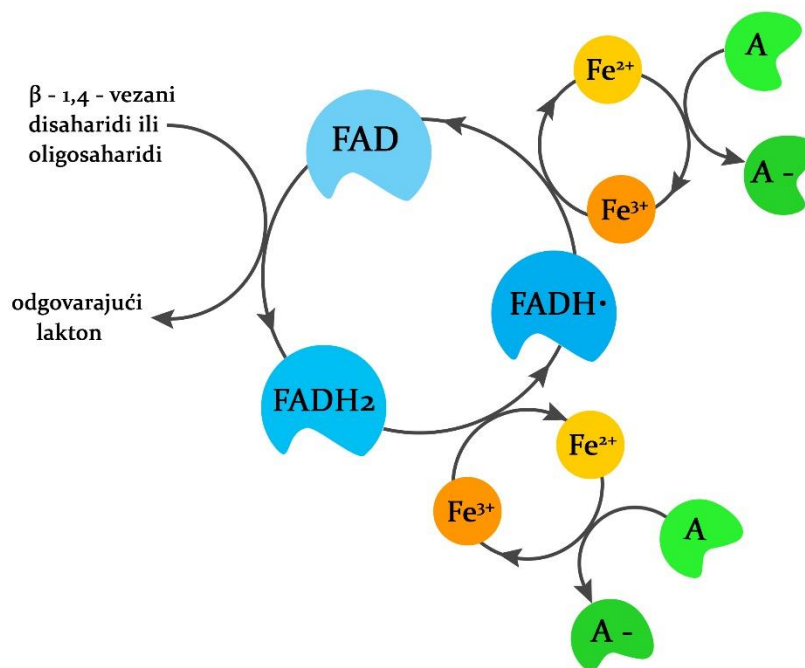 β - 1,4 - vezani
disaharidi ili
oligosaharidi
FAD
Fe²⁺
A
A -
Fe³⁺
odgovarajući
lakton
FADH·
FADH2
Fe²⁺
Fe³⁺
A
A -